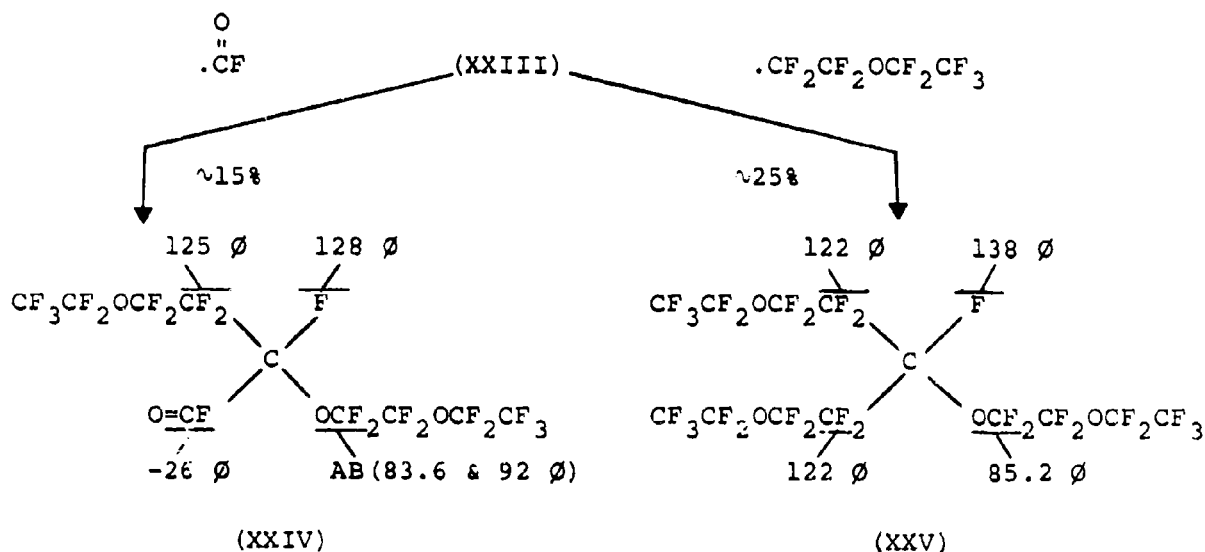 O
"
.CF (XXIII) .CF₂CF₂OCF₂CF₃
~15% ~25%
125 Ø 128 Ø 122 Ø 138 Ø
CF₃CF₂OCF₂CF₂ F CF₃CF₂OCF₂CF₂ F
C C
O=CF OCF₂CF₂OCF₂CF₃ CF₃CF₂OCF₂CF₂ OCF₂CF₂OCF₂CF₃
-26 Ø AB(83.6 & 92 Ø) 122 Ø 85.2 Ø
(XXIV) (XXV)